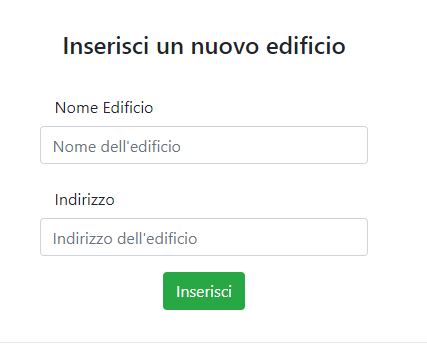 Inserisci un nuovo edificio
Nome Edificio
Nome dell'edificio
Indirizzo
Indirizzo dell'edificio
Inserisci